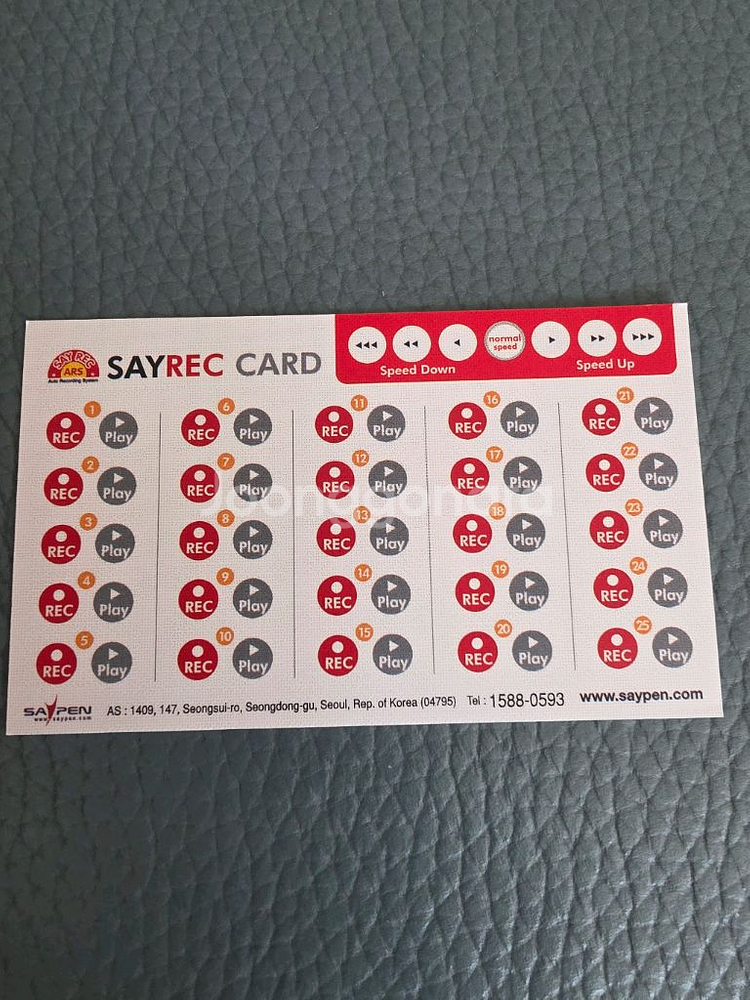 SAY REC
ARS
Auto Recording System
SAYREC CARD
normal
speed
Speed Down
Speed Up
1 REC Play
6 REC Play
11 REC Play
16 REC Play
21 REC Play
2 REC Play
7 REC Play
12 REC Play
17 REC Play
22 REC Play
3 REC Play
8 REC Play
13 REC Play
18 REC Play
23 REC Play
4 REC Play
9 REC Play
14 REC Play
19 REC Play
24 REC Play
5 REC Play
10 REC Play
15 REC Play
20 REC Play
25 REC Play
Joonggonara
SAYPEN
www.saypen.com
AS : 1409, 147, Seongsui-ro, Seongdong-gu, Seoul, Rep. of Korea (04795) Tel : 1588-0593 www.saypen.com